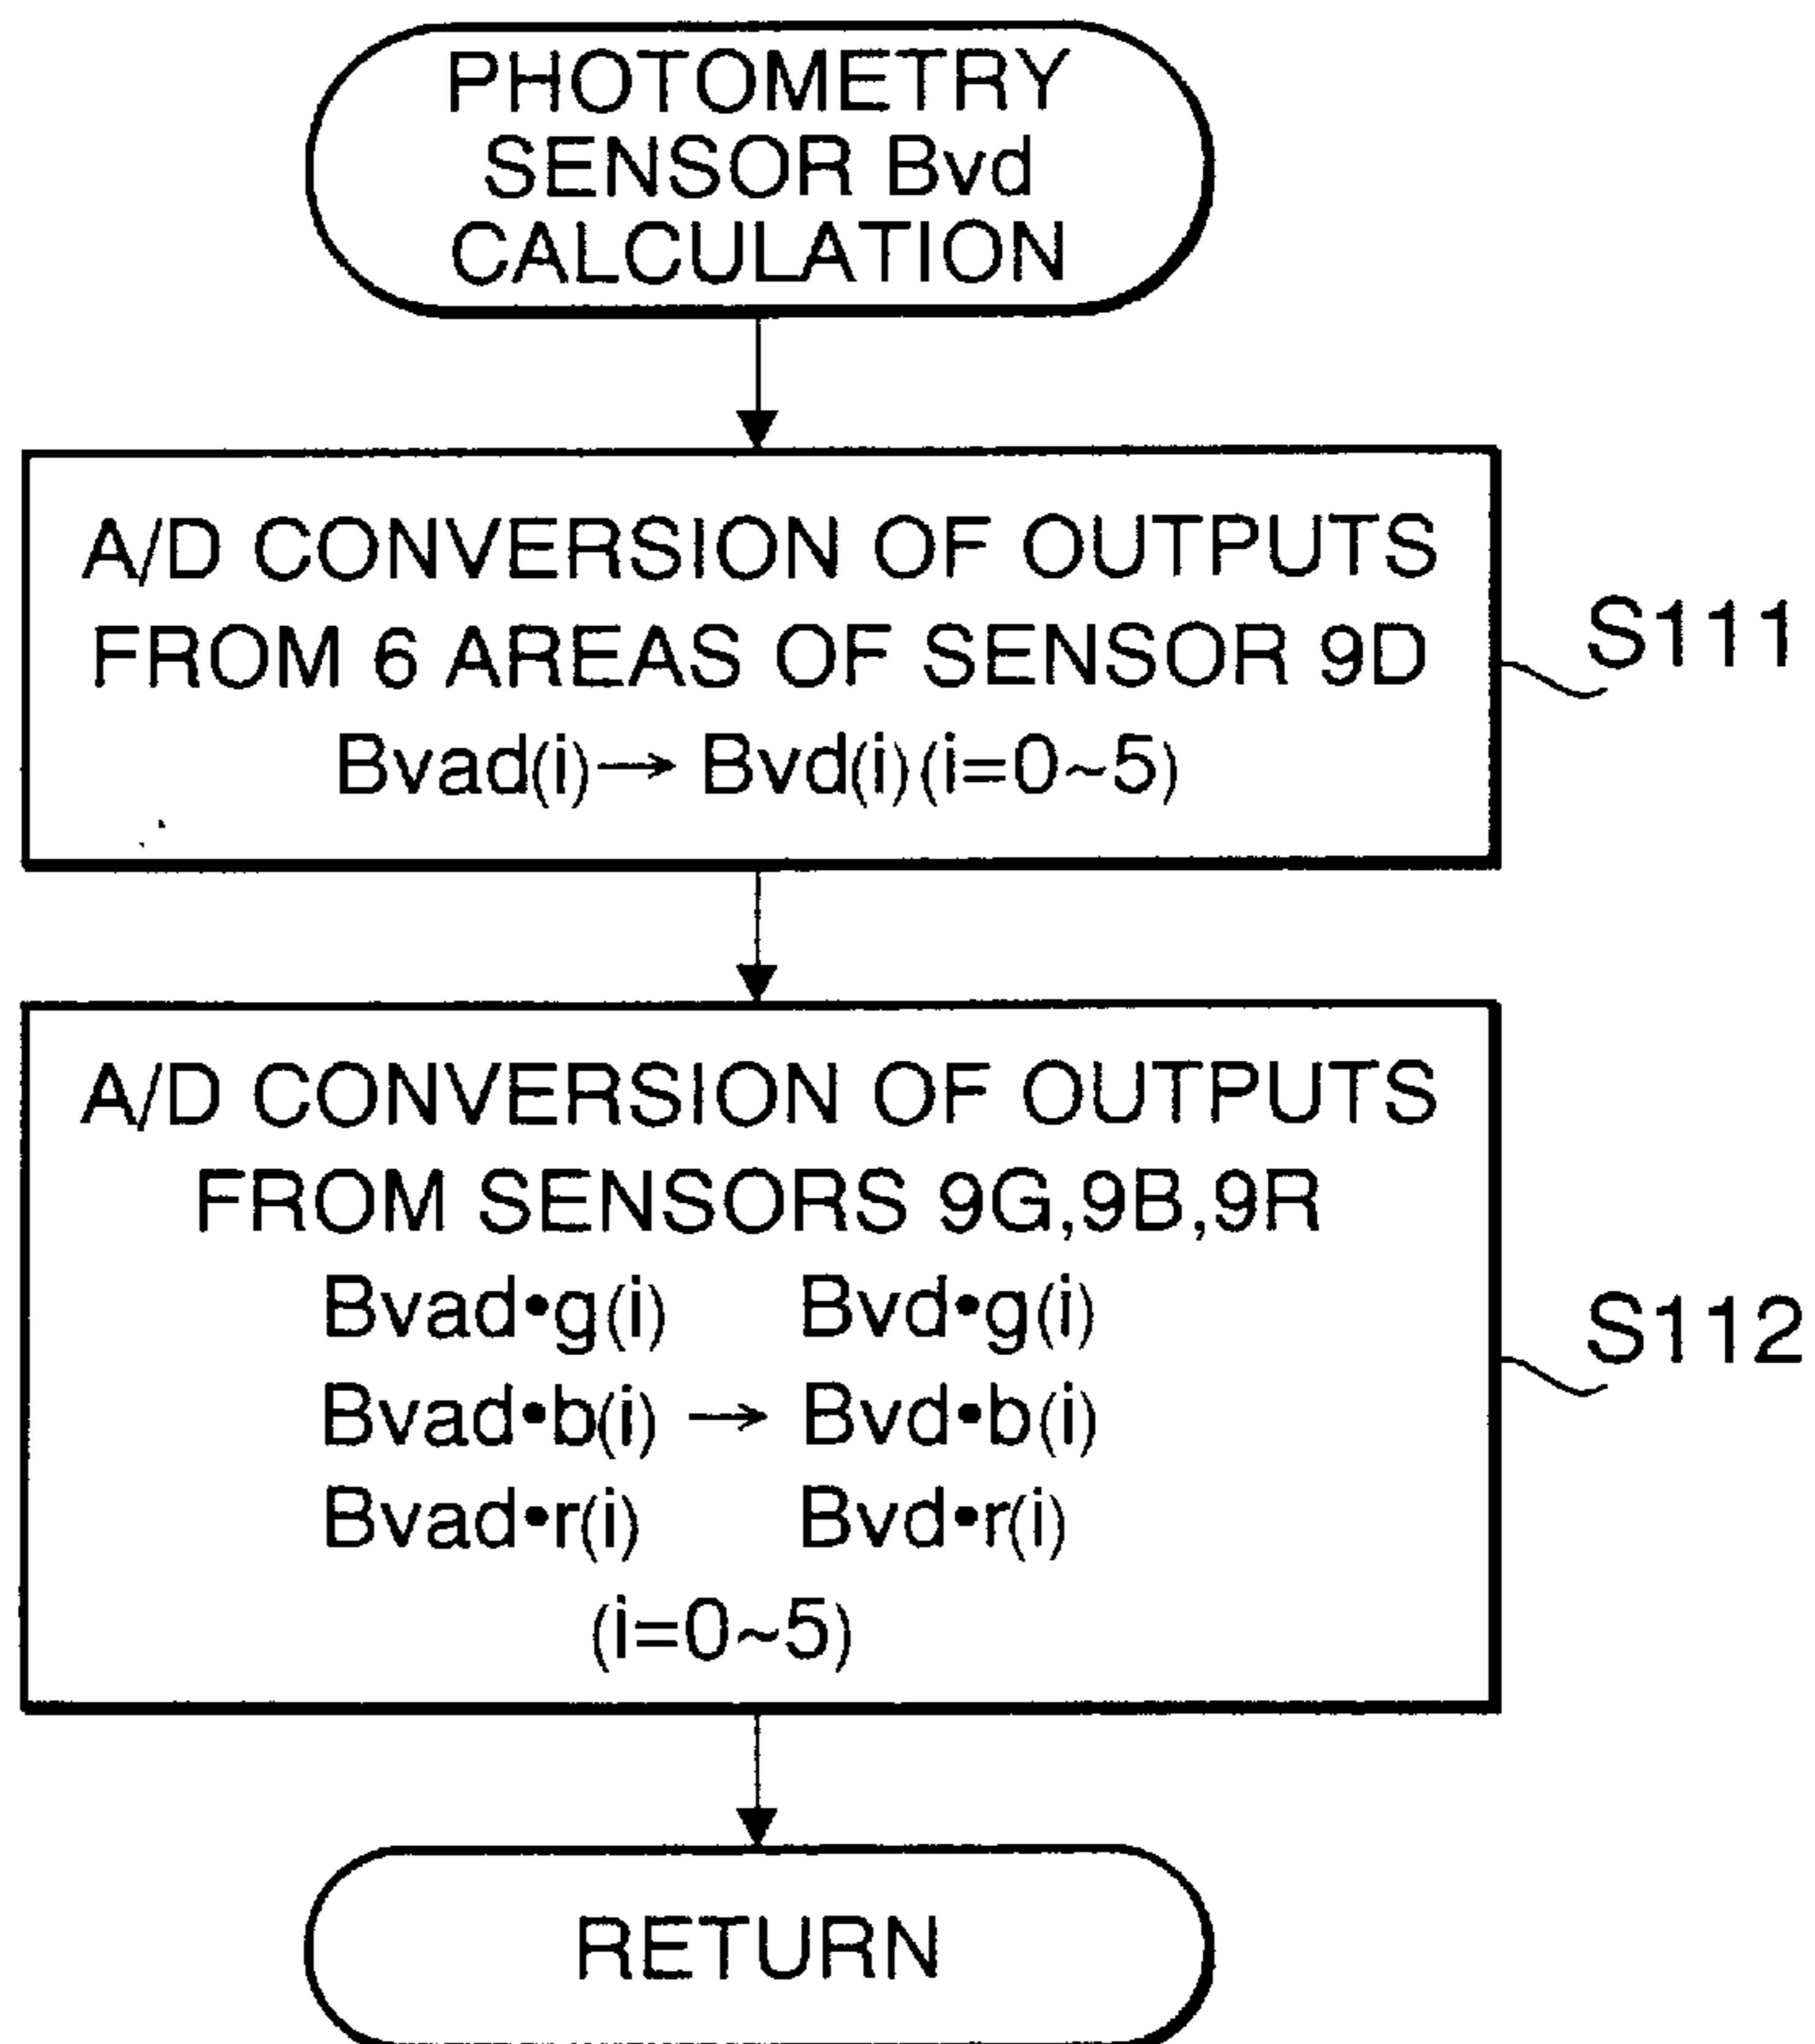 PHOTOMETRY
SENSOR Bvd
CALCULATION
A/D CONVERSION OF OUTPUTS
FROM 6 AREAS OF SENSOR 9D
Bvad(i)→ Bvd(i)(i=0~5)
S111
A/D CONVERSION OF OUTPUTS
FROM SENSORS 9G,9B,9R
Bvad•g(i) Bvd•g(i)
Bvad•b(i) → Bvd•b(i)
Bvad•r(i) Bvd•r(i)
(i=0~5)
S112
RETURN